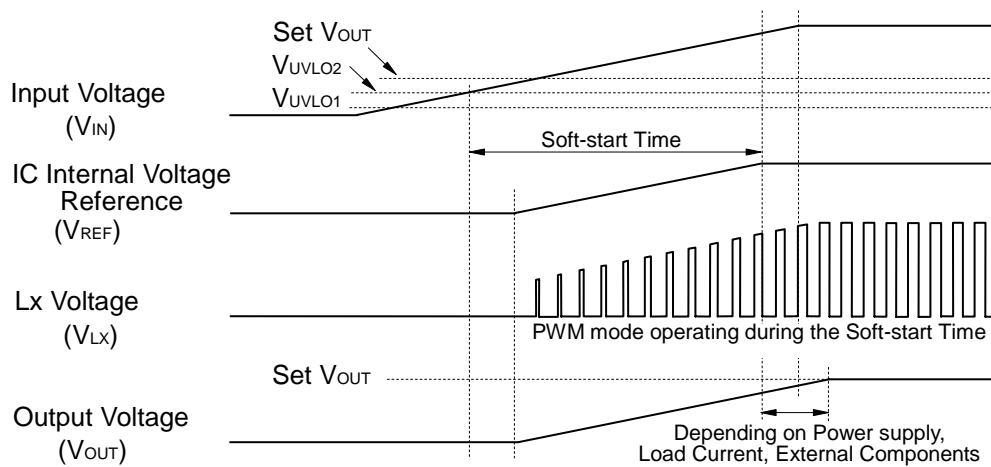 Set VOUT
VUVLO2
Input Voltage
(VIN)
VUVLO1
Soft-start Time
IC Internal Voltage
Reference
(VREF)
Lx Voltage
(VLX)
PWM mode operating during the Soft-start Time
Set VOUT
Output Voltage
(VOUT)
Depending on Power supply,
Load Current, External Components